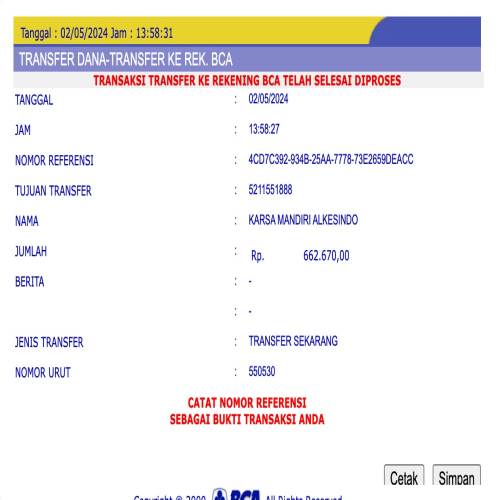 Tanggal : 02/05/2024 Jam : 13:58:31
TRANSFER DANA-TRANSFER KE REK. BCA
TRANSAKSI TRANSFER KE REKENING BCA TELAH SELESAI DIPROSES
TANGGAL : 02/05/2024
JAM : 13:58:27
NOMOR REFERENSI : 4CD7C392-934B-25AA-7778-73E2659DEACC
TUJUAN TRANSFER : 5211551888
NAMA : KARSA MANDIRI ALKESINDO
JUMLAH : Rp. 662.670,00
BERITA : -
: -
JENIS TRANSFER : TRANSFER SEKARANG
NOMOR URUT : 550530
CATAT NOMOR REFERENSI
SEBAGAI BUKTI TRANSAKSI ANDA
Cetak Simpan
Copyright © 2000 BCA All Rights Reserved